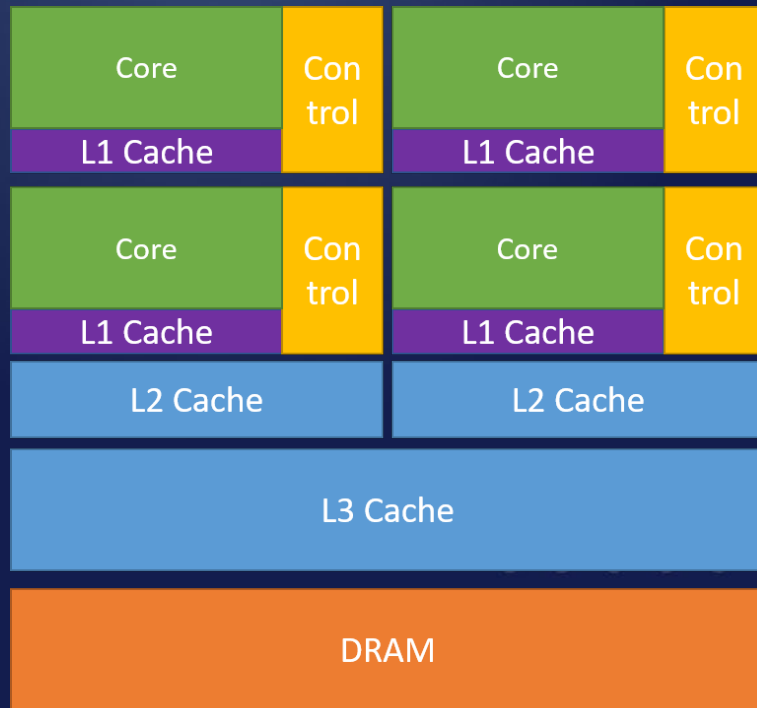 Core
Con
trol
Core
Con
trol
L1 Cache
L1 Cache
Core
Con
trol
Core
Con
trol
L1 Cache
L1 Cache
L2 Cache
L2 Cache
L3 Cache
DRAM